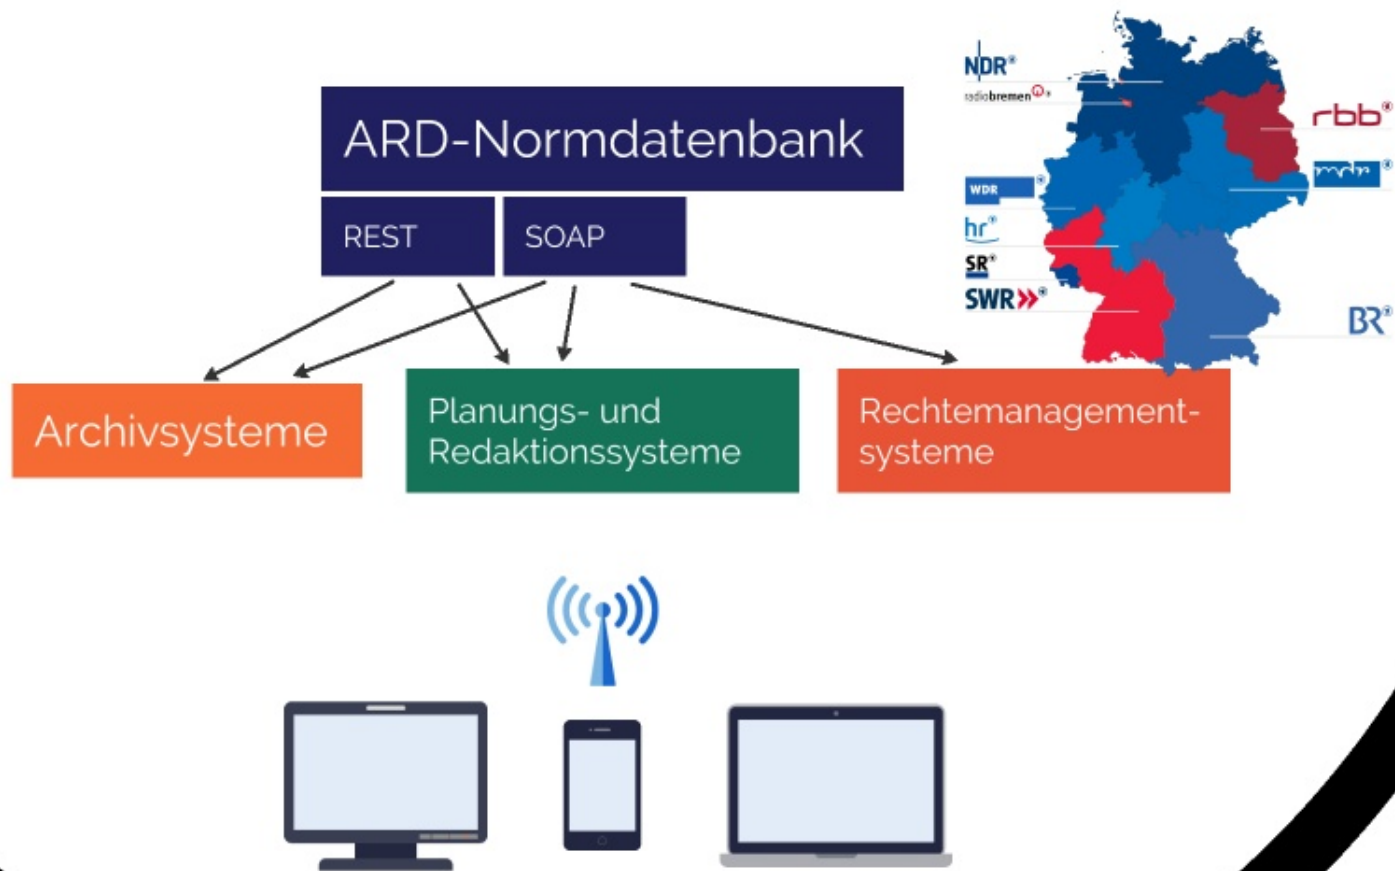 ARD-Normdatenbank
REST
SOAP
Archivsysteme
Planungs- und
Redaktionssysteme
Rechtemanagement-
systeme
NDR
radiobremen
WDR
hr
SR
SWR
rbb
mdr
BR